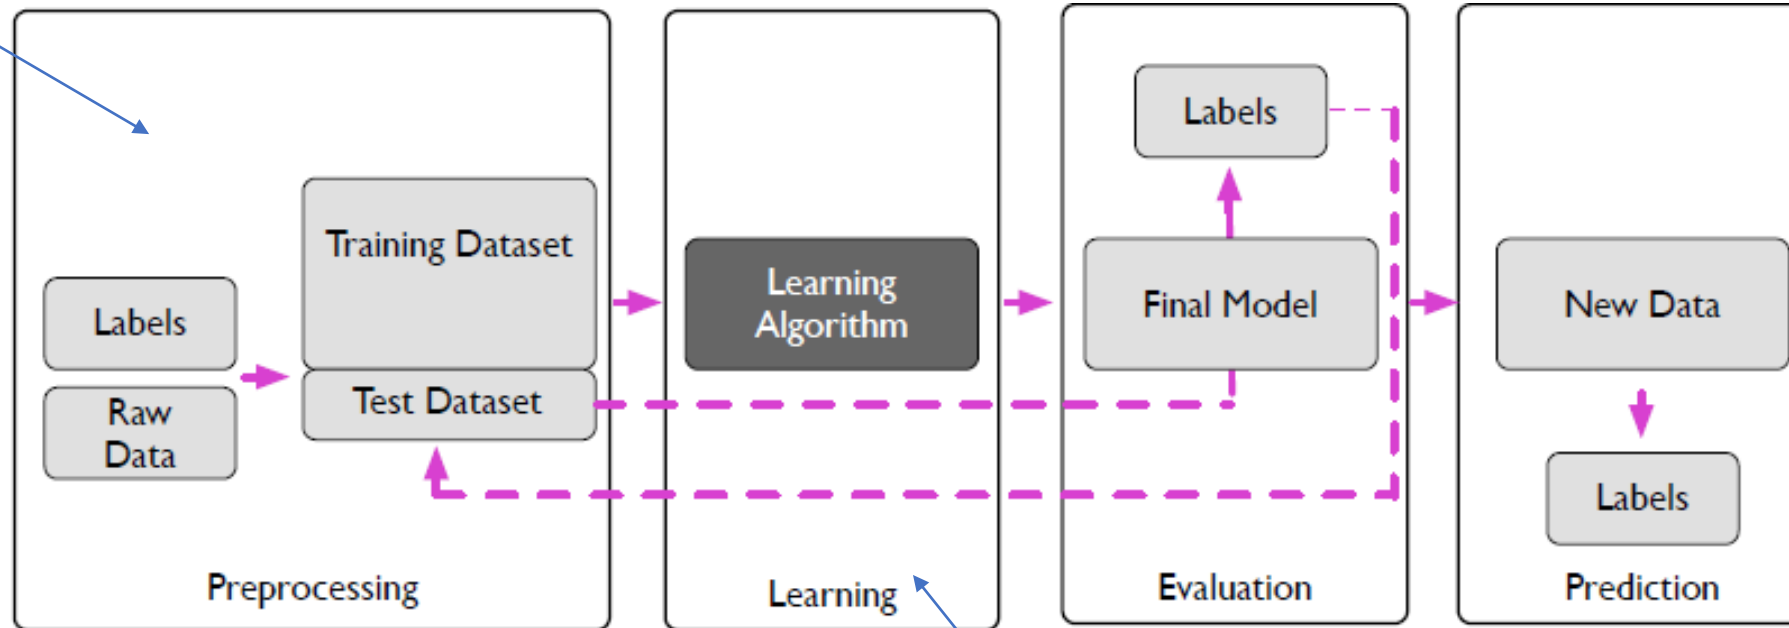 Labels
Raw
Data
Training Dataset
Test Dataset
Preprocessing
Learning
Algorithm
Learning
Labels
Final Model
Evaluation
New Data
Labels
Prediction